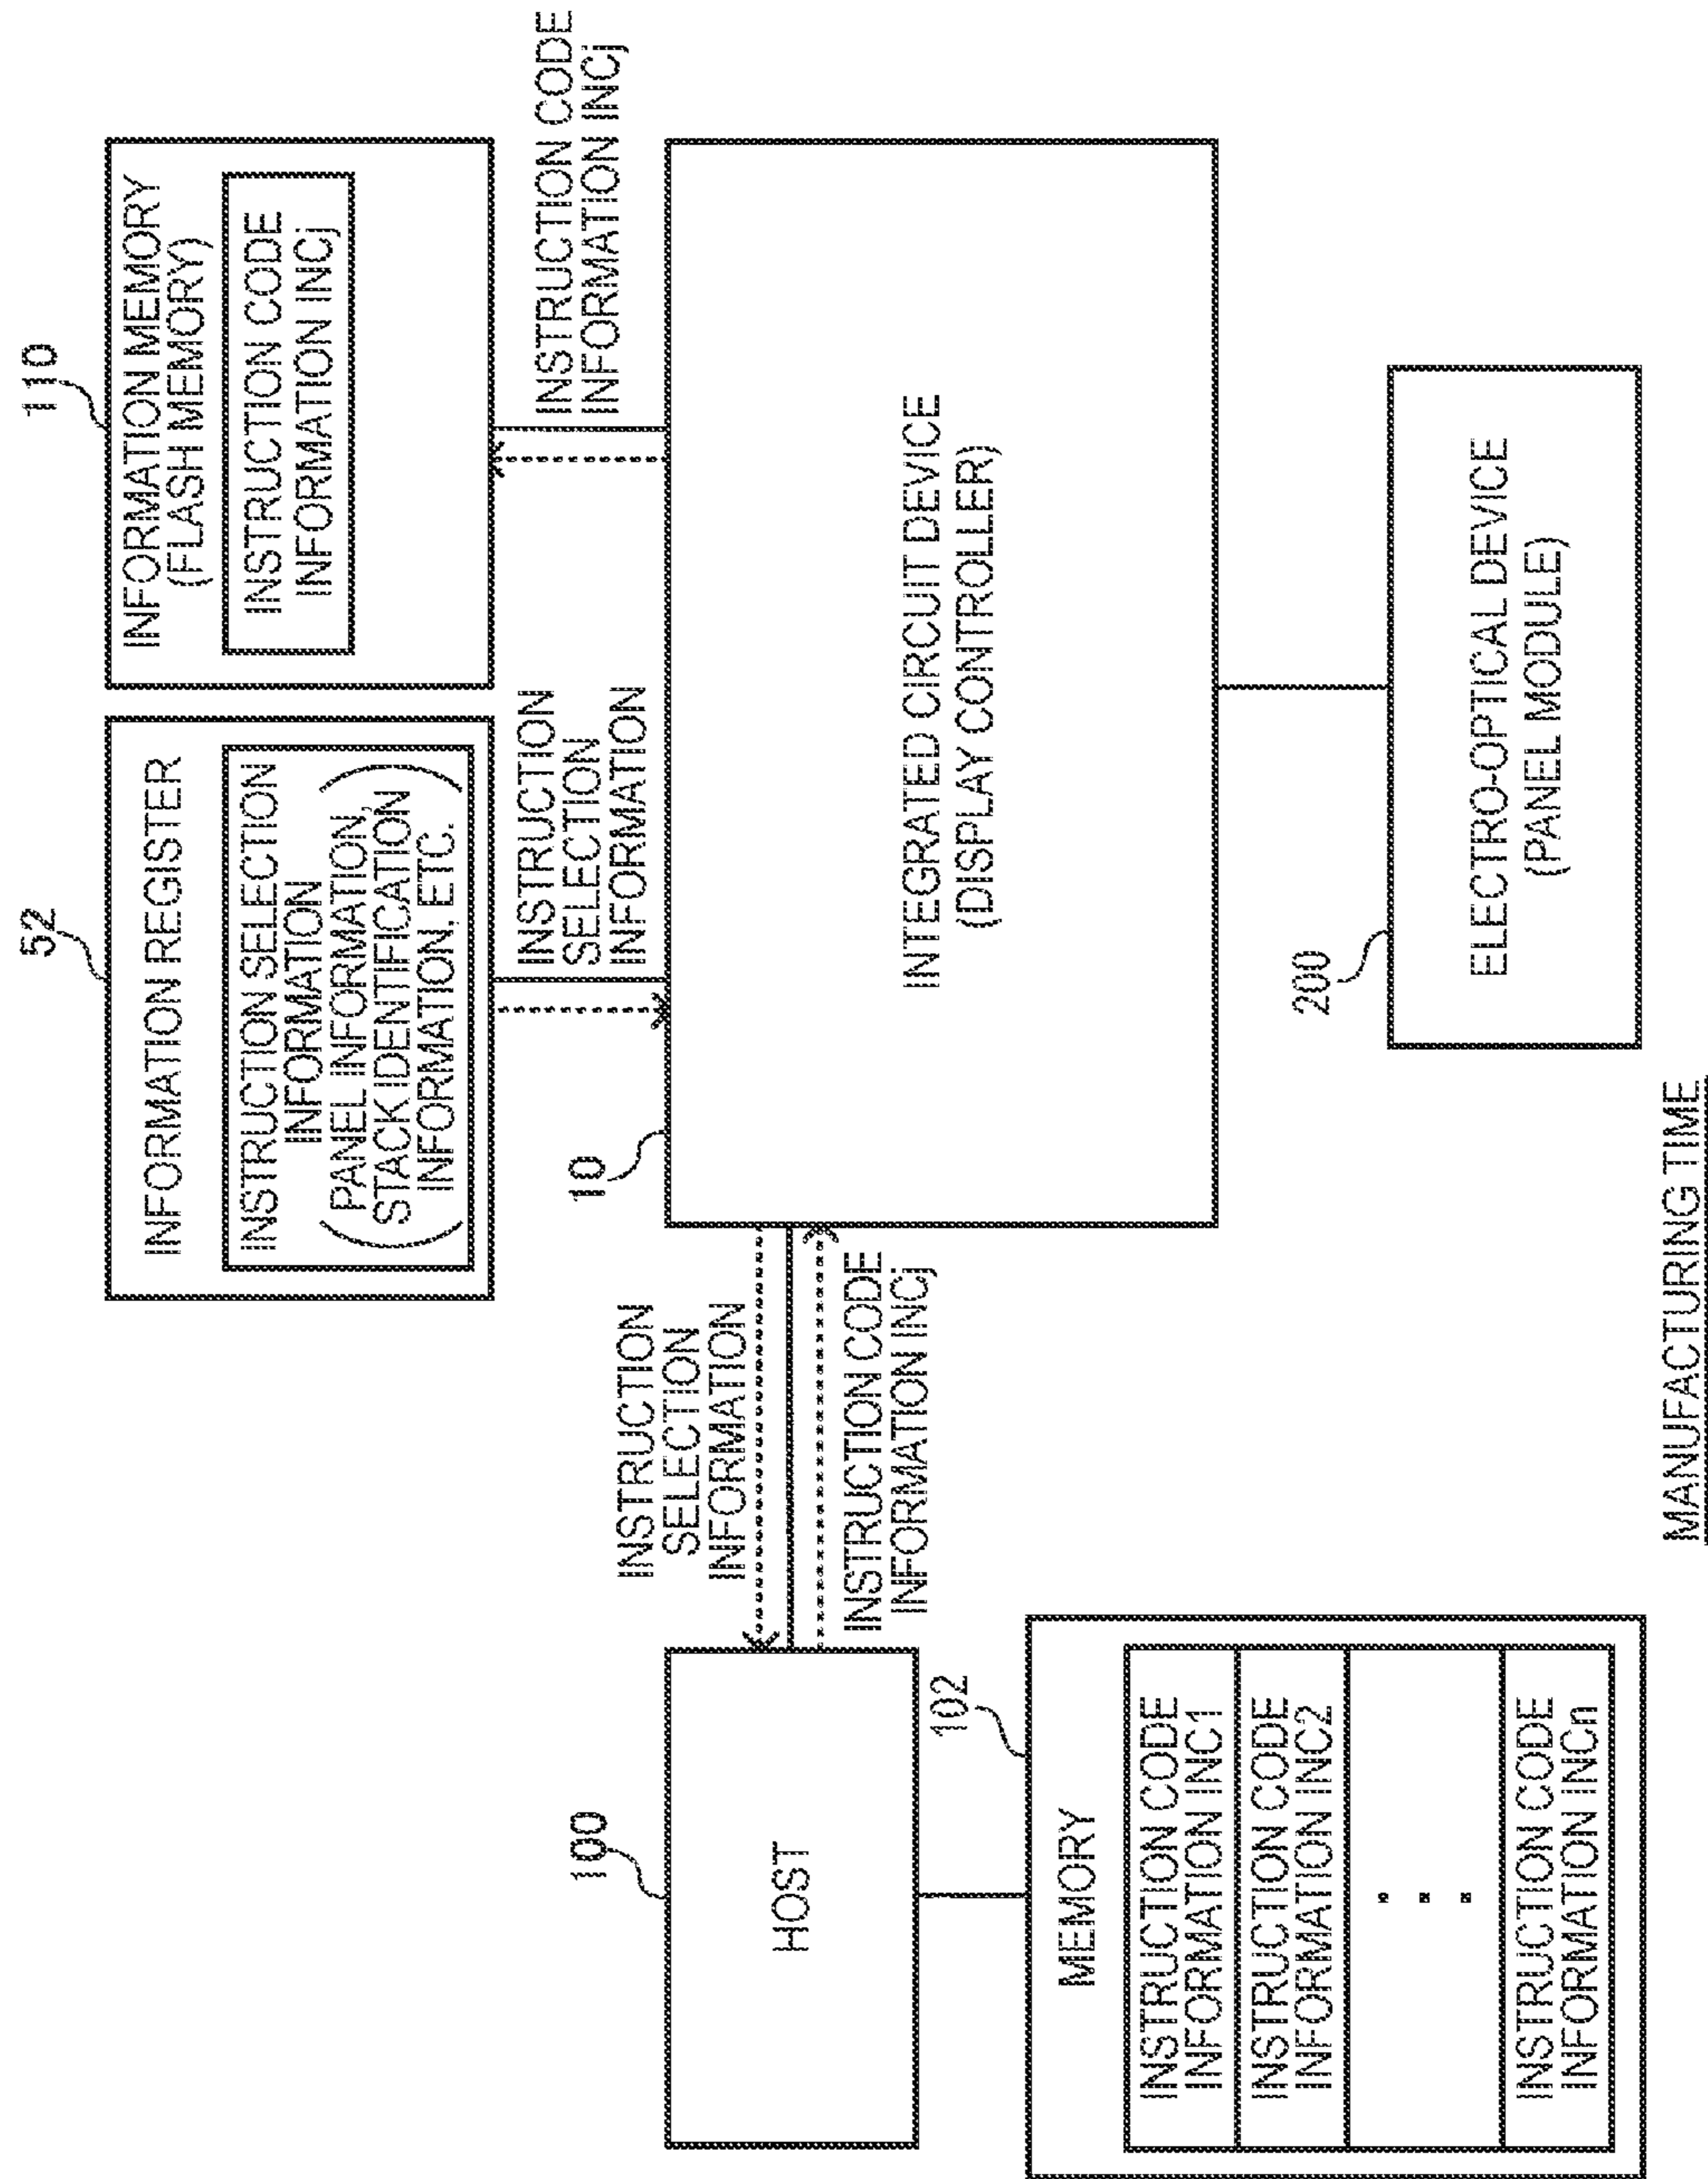 52
INFORMATION REGISTER
INSTRUCTION SELECTION
INFORMATION
(PANEL INFORMATION,
STACK IDENTIFICATION
INFORMATION, ETC.)
110
INFORMATION MEMORY
(FLASH MEMORY)
INSTRUCTION CODE
INFORMATION INCj
INSTRUCTION
SELECTION
INFORMATION
INSTRUCTION CODE
INFORMATION INCj
100
HOST
INSTRUCTION
SELECTION
INFORMATION
INSTRUCTION CODE
INFORMATION INCj
10
INTEGRATED CIRCUIT DEVICE
(DISPLAY CONTROLLER)
102
MEMORY
INSTRUCTION CODE
INFORMATION INC1
INSTRUCTION CODE
INFORMATION INC2
. . .
INSTRUCTION CODE
INFORMATION INCn
200
ELECTRO-OPTICAL DEVICE
(PANEL MODULE)
MANUFACTURING TIME